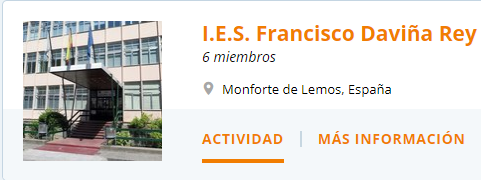 I.E.S. Francisco Daviña Rey
6 miembros
Monforte de Lemos, España
ACTIVIDAD | MÁS INFORMACIÓN